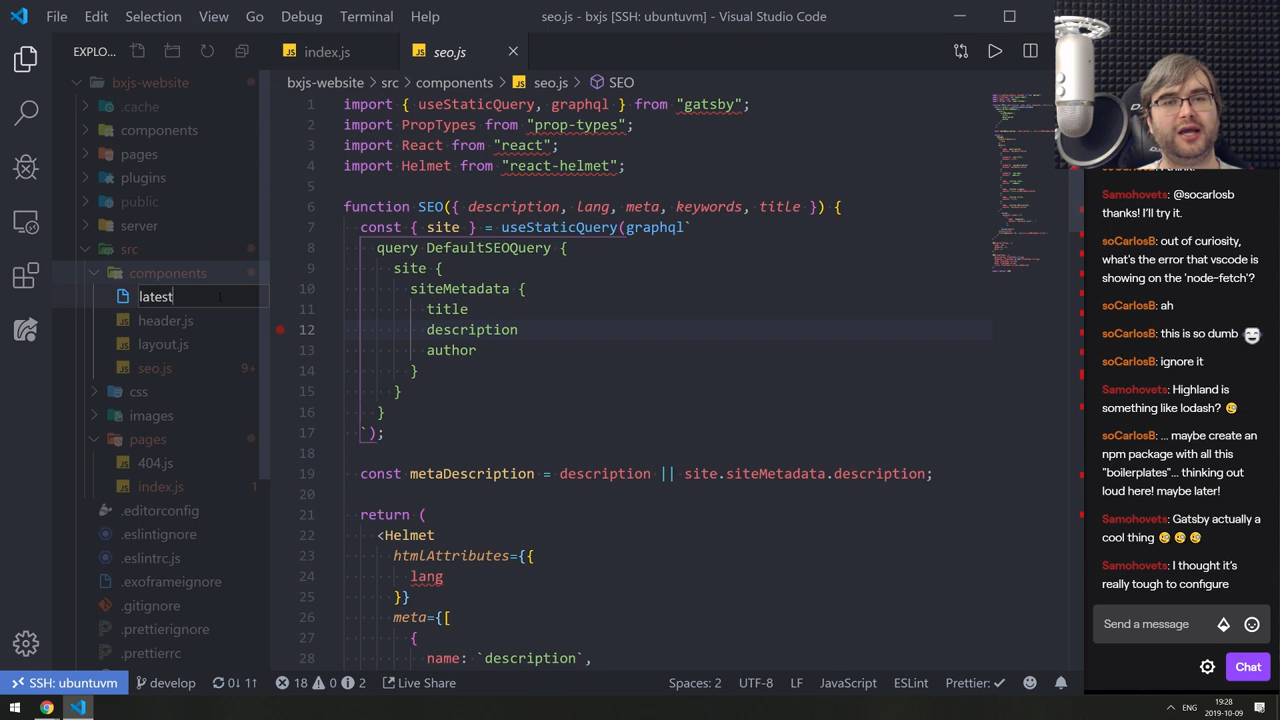 File Edit Selection View Go Debug Terminal Help
seo.js - bxjs [SSH: ubuntuvm] - Visual Studio Code
EXPLO...
bxjs-website
.cache
components
pages
plugins
public
server
src
components
latest
header.js
layout.js
seo.js 9+
css
images
pages
404.js
index.js 1
.editorconfig
.eslintignore
.eslintrc.js
.exoframeignore
.gitignore
.prettierignore
.prettierrc
JS index.js
JS seo.js
bxjs-website > src > components > JS seo.js > SEO
import { useStaticQuery, graphql } from "gatsby";
2 import PropTypes from "prop-types";
3 import React from "react";
4 import Helmet from "react-helmet";
5
6 function SEO({ description, lang, meta, keywords, title }) {
7 const { site } = useStaticQuery(graphql`
8 query DefaultSEOQuery {
9 site {
10 siteMetadata {
11 title
12 description
13 author
14 }
15 }
16 }
17 `);
18
19 const metaDescription = description || site.siteMetadata.description;
20
21 return (
22 <Helmet
23 htmlAttributes={{
24 lang
25 }}
26 meta={[
27 {
28 name: `description`,
Samohovets: @socarlosb
thanks! I'll try it.
soCarlosB: out of curiosity,
what's the error that vscode is
showing on the 'node-fetch'?
soCarlosB: ah
soCarlosB: this is so dumb
soCarlosB: ignore it
Samohovets: Highland is
something like lodash?
soCarlosB: ... maybe create an
npm package with all this
"boilerplates"... thinking out
loud here! maybe later!
Samohovets: Gatsby actually a
cool thing
Samohovets: I thought it's
really tough to configure
Send a message
Chat
SSH: ubuntuvm develop 0↓ 1↑ 18 0 2 Live Share
Spaces: 2 UTF-8 LF JavaScript ESLint Prettier: ✓
ENG
19:28
2019-10-09